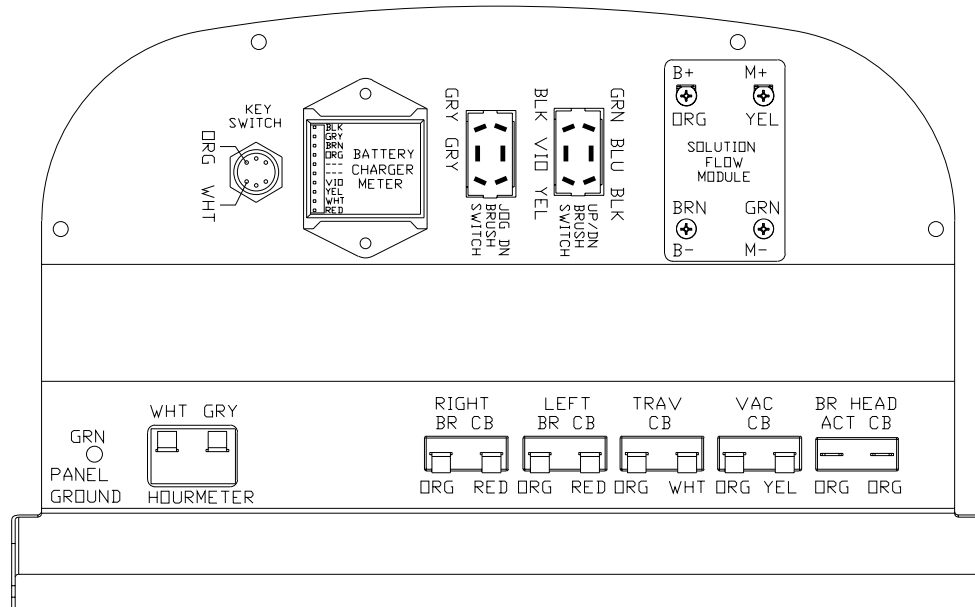 B+ M+
ORG YEL
SOLUTION
FLOW
MODULE
BRN GRN
B- M-
KEY
SWITCH
ORG
WHT
BLK
GRY
BRN
ORG
---
---
VIO
YEL
WHT
RED
BATTERY
CHARGER
METER
GRY GRY
JOG DN
BRUSH
SWITCH
BLK VIO YEL
GRN BLU BLK
UP/DN
BRUSH
SWITCH
WHT GRY
HOURMETER
GRN
PANEL
GROUND
RIGHT
BR CB
ORG RED
LEFT
BR CB
ORG RED
TRAV
CB
ORG WHT
VAC
CB
ORG YEL
BR HEAD
ACT CB
ORG ORG